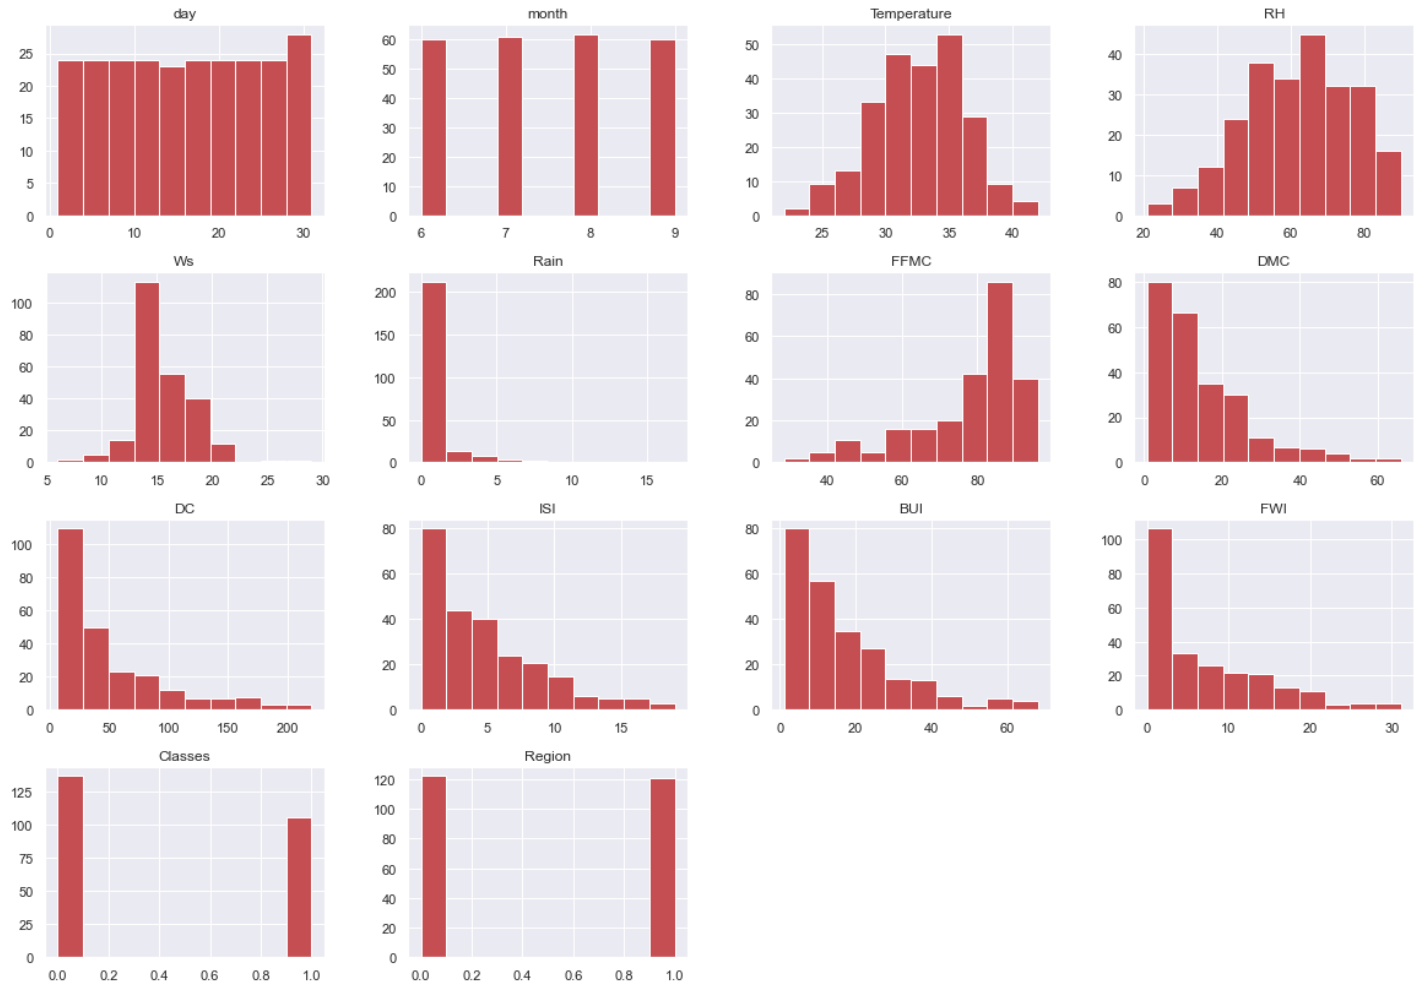 day
25
20
15
10
5
0
0 10 20 30
month
60
50
40
30
20
10
0
6 7 8 9
Temperature
50
40
30
20
10
0
25 30 35 40
RH
40
30
20
10
0
20 40 60 80
Ws
100
80
60
40
20
0
5 10 15 20 25 30
Rain
200
150
100
50
0
0 5 10 15
FFMC
80
60
40
20
0
40 60 80
DMC
80
60
40
20
0
0 20 40 60
DC
100
80
60
40
20
0
0 50 100 150 200
ISI
80
60
40
20
0
0 5 10 15
BUI
80
60
40
20
0
0 20 40 60
FWI
100
80
60
40
20
0
0 10 20 30
Classes
125
100
75
50
25
0
0.0 0.2 0.4 0.6 0.8 1.0
Region
120
100
80
60
40
20
0
0.0 0.2 0.4 0.6 0.8 1.0